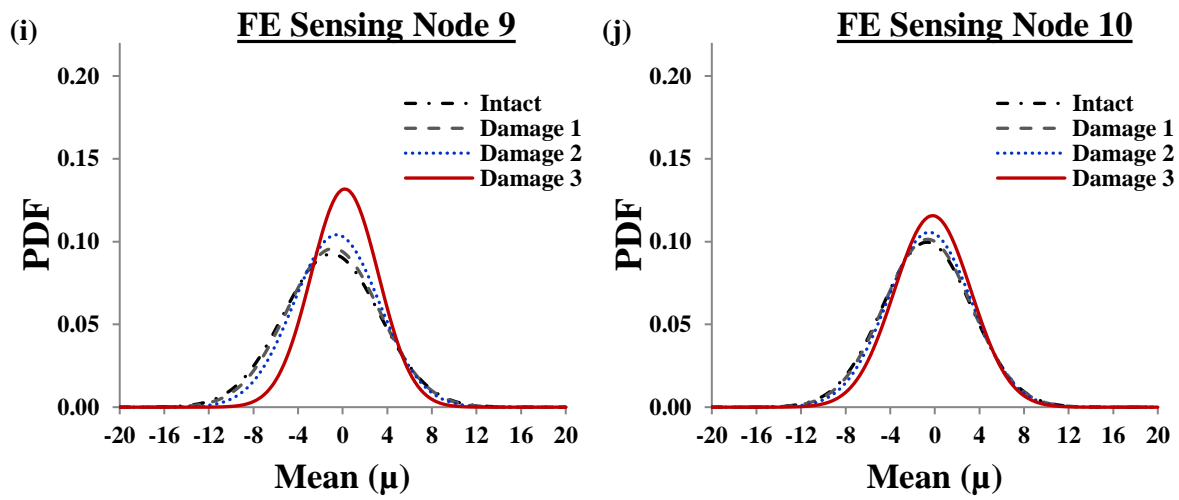 (i)
FE Sensing Node 9
0.20
0.15
0.10
0.05
0.00
PDF
Intact
Damage 1
Damage 2
Damage 3
-20 -16 -12 -8 -4 0 4 8 12 16 20
Mean (μ)
(j)
FE Sensing Node 10
0.20
0.15
0.10
0.05
0.00
PDF
Intact
Damage 1
Damage 2
Damage 3
-20 -16 -12 -8 -4 0 4 8 12 16 20
Mean (μ)